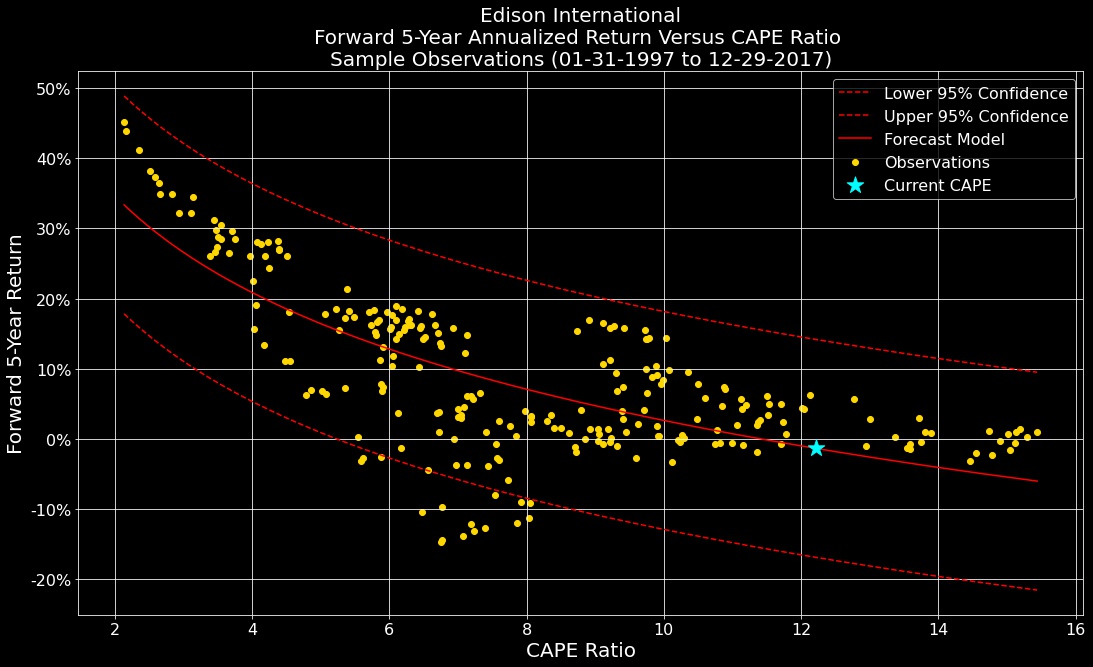 Edison International
Forward 5-Year Annualized Return Versus CAPE Ratio
Sample Observations (01-31-1997 to 12-29-2017)
Lower 95% Confidence
Upper 95% Confidence
Forecast Model
Observations
Current CAPE
Forward 5-Year Return
50%
40%
30%
20%
10%
0%
-10%
-20%
2 4 6 8 10 12 14 16
CAPE Ratio